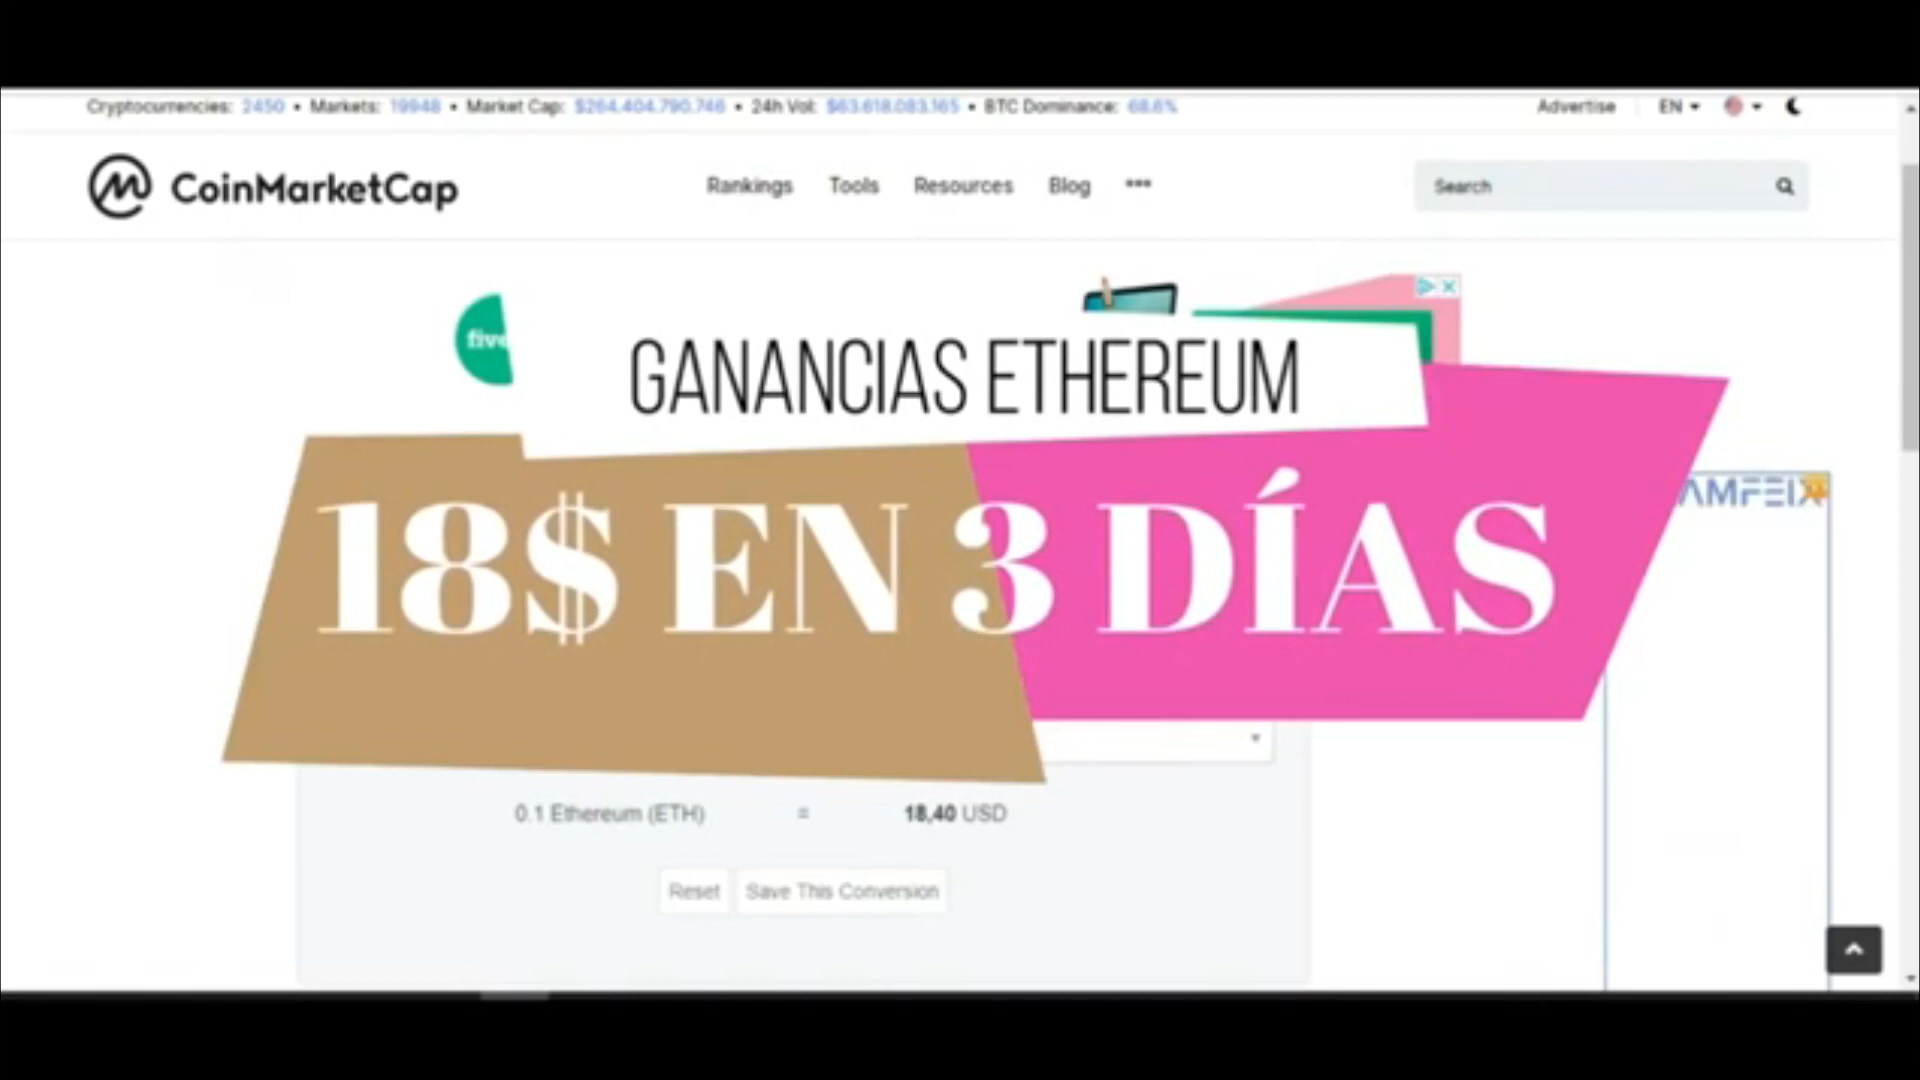 Cryptocurrencies: 2450 • Markets: 19948 • Market Cap: $264.404.790.746 • 24h Vol: $63.618.083.165 • BTC Dominance: 68.6%
Advertise EN
CoinMarketCap
Rankings Tools Resources Blog •••
Search
five
GANANCIAS ETHEREUM
AMFEIX
18$ EN 3 DÍAS
0.1 Ethereum (ETH) = 18,40 USD
Reset Save This Conversion